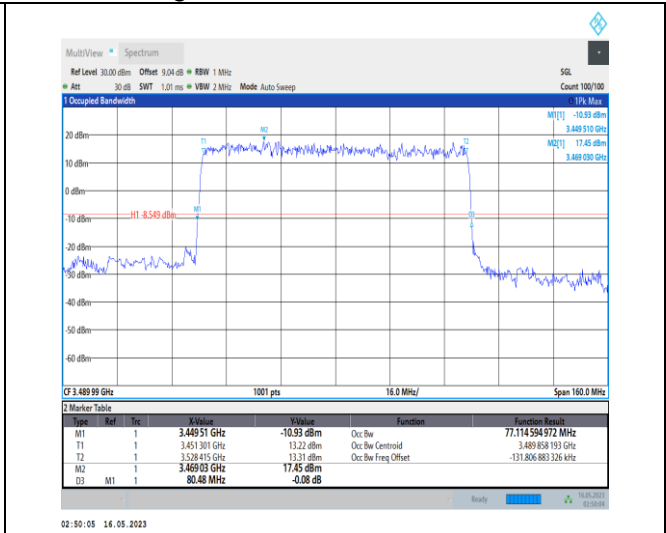 MultiView Spectrum
Ref Level 30.00 dBm Offset 9.04 dB RBW 1 MHz SGL
Att 30 dB SWT 1.01 ms VBW 2 MHz Mode Auto Sweep Count 100/100
1 Occupied Bandwidth 1Pk Max
M1[1] -10.93 dBm
3.449 510 GHz
M2[1] 17.45 dBm
3.469 030 GHz
20 dBm
T1 M2 T2
10 dBm
0 dBm
M1 D3
H1 -8.549 dBm
-10 dBm
-20 dBm
-30 dBm
-40 dBm
-50 dBm
-60 dBm
CF 3.489 99 GHz 1001 pts 16.0 MHz/ Span 160.0 MHz
2 Marker Table
Type Ref Trc X-Value Y-Value Function Function Result
M1 1 3.449 51 GHz -10.93 dBm Occ Bw 77.114 594 972 MHz
T1 1 3.451 301 GHz 13.22 dBm Occ Bw Centroid 3.489 858 193 GHz
T2 1 3.528 415 GHz 13.31 dBm Occ Bw Freq Offset -131.806 883 326 kHz
M2 1 3.469 03 GHz 17.45 dBm
D3 M1 1 80.48 MHz -0.08 dB
Ready 16.05.2023
02:50:04
02:50:05 16.05.2023